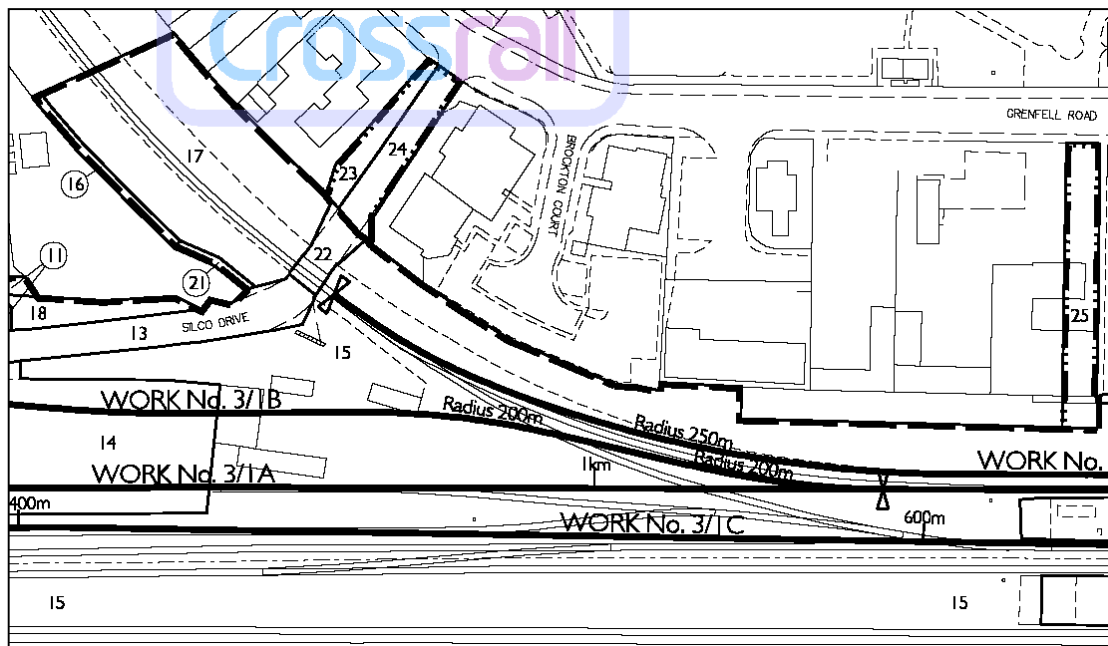 Crossrail
GRENFELL ROAD
BROCKTON COURT
17
23
24
16
11
22
21
25
18
13
SILCO DRIVE
15
WORK No. 3/1B
Radius 200m
Radius 250m
14
Radius 200m
WORK No.
1km
WORK No. 3/1A
400m
WORK No. 3/1C
600m
15
15